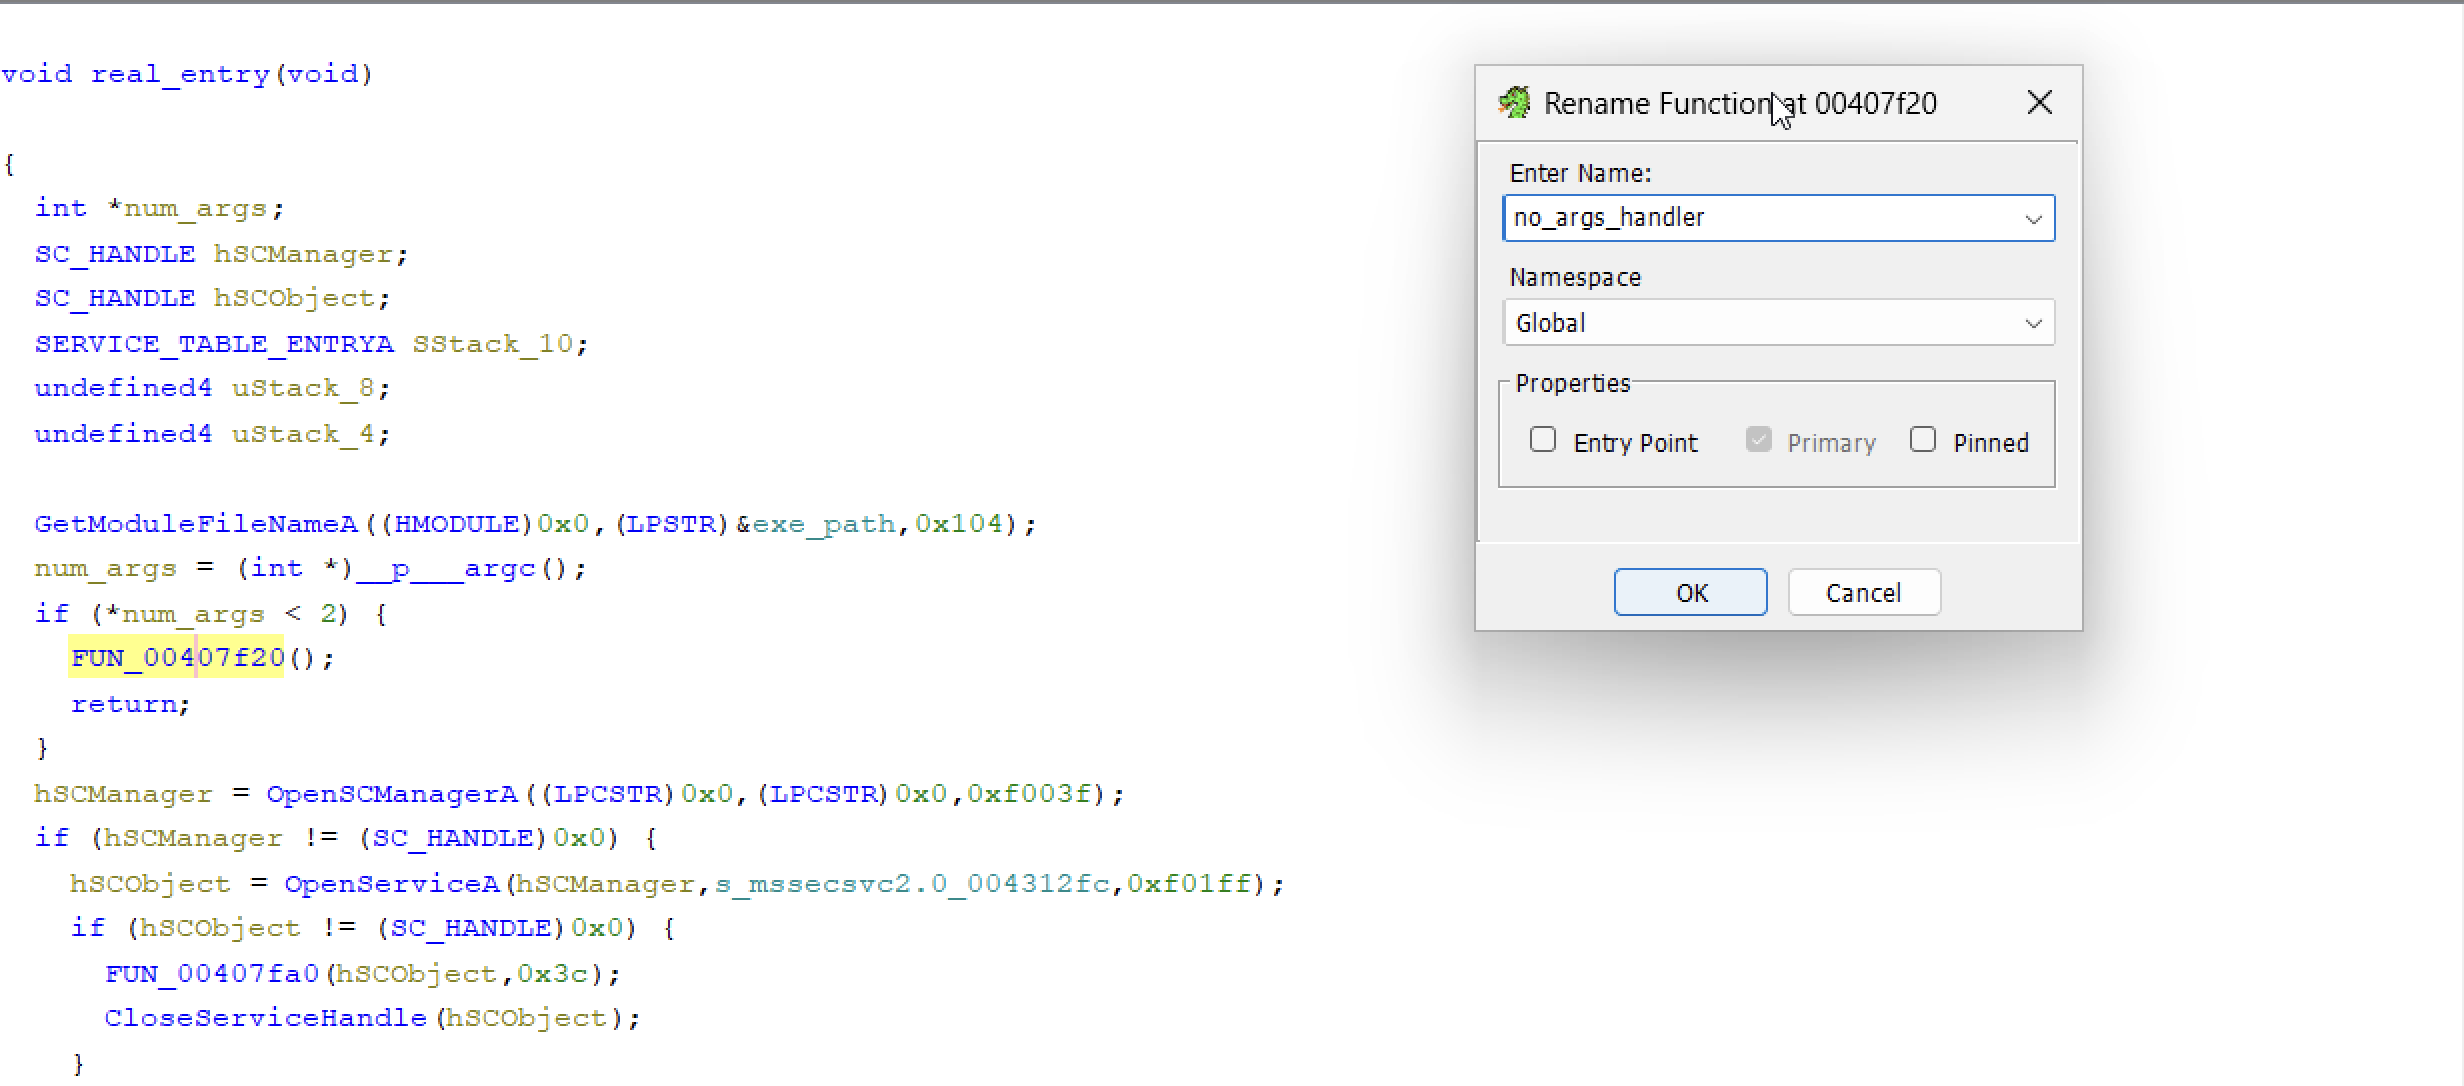 void real_entry(void)
{
int *num_args;
SC_HANDLE hSCManager;
SC_HANDLE hSCObject;
SERVICE_TABLE_ENTRYA SStack_10;
undefined4 uStack_8;
undefined4 uStack_4;
GetModuleFileNameA((HMODULE)0x0,(LPSTR)&exe_path,0x104);
num_args = (int *)__p___argc();
if (*num_args < 2) {
FUN_00407f20();
return;
}
hSCManager = OpenSCManagerA((LPCSTR)0x0,(LPCSTR)0x0,0xf003f);
if (hSCManager != (SC_HANDLE)0x0) {
hSCObject = OpenServiceA(hSCManager,s_mssecsvc2.0_004312fc,0xf01ff);
if (hSCObject != (SC_HANDLE)0x0) {
FUN_00407fa0(hSCObject,0x3c);
CloseServiceHandle(hSCObject);
}
Rename Function at 00407f20
Enter Name:
no_args_handler
Namespace
Global
Properties
Entry Point Primary Pinned
OK Cancel